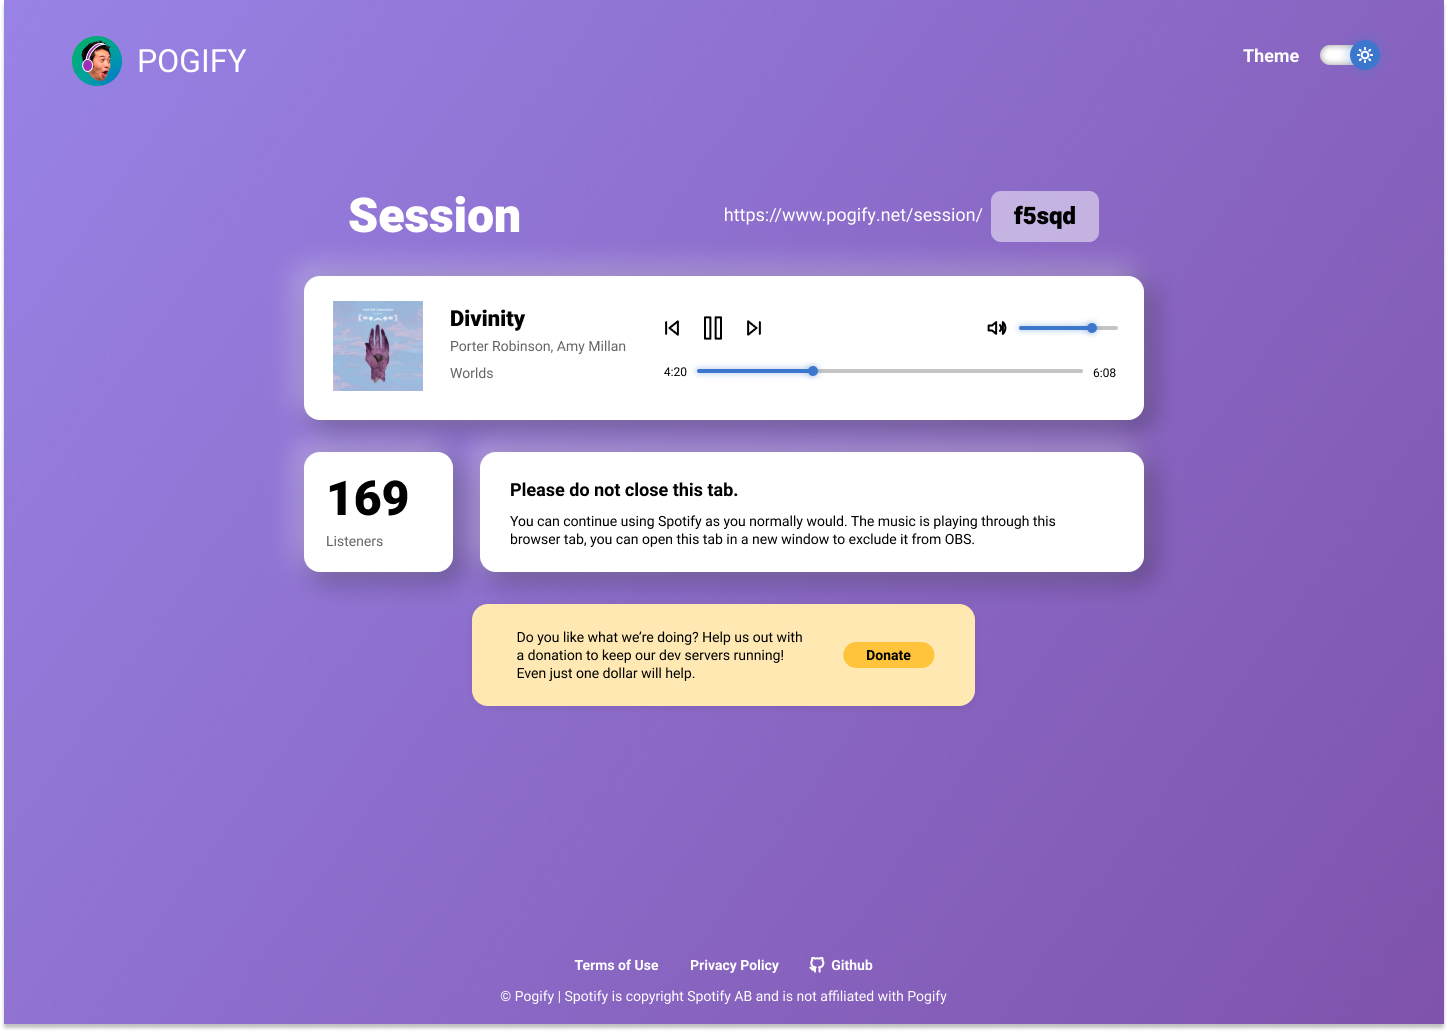 POGIFY
Theme
Session
https://www.pogify.net/session/ f5sqd
Divinity
Porter Robinson, Amy Millan
Worlds
4:20
6:08
169
Listeners
Please do not close this tab.
You can continue using Spotify as you normally would. The music is playing through this
browser tab, you can open this tab in a new window to exclude it from OBS.
Do you like what we’re doing? Help us out with
a donation to keep our dev servers running!
Even just one dollar will help.
Donate
Terms of Use Privacy Policy Github
© Pogify | Spotify is copyright Spotify AB and is not affiliated with Pogify